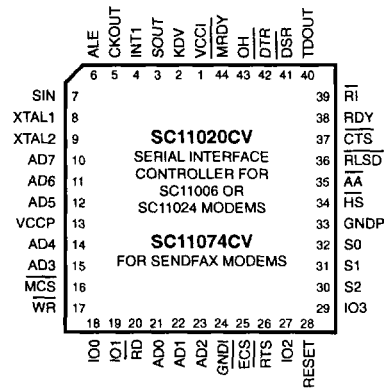 ALE
CKOUT
INT1
SOUT
KDV
VCCI
MRDY
OH
DTR
DSR
TDOUT
6 5 4 3 2 1 44 43 42 41 40
SIN 7
XTAL1 8
XTAL2 9
AD7 10
AD6 11
AD5 12
VCCP 13
AD4 14
AD3 15
MCS 16
WR 17
SC11020CV
SERIAL INTERFACE
CONTROLLER FOR
SC11006 OR
SC11024 MODEMS
SC11074CV
FOR SENDFAX MODEMS
39 RI
38 RDY
37 CTS
36 RLSD
35 AA
34 HS
33 GNDP
32 S0
31 S1
30 S2
29 IO3
18 19 20 21 22 23 24 25 26 27 28
IO0
IO1
RD
AD0
AD1
AD2
GNDI
ECS
RTS
IO2
RESET